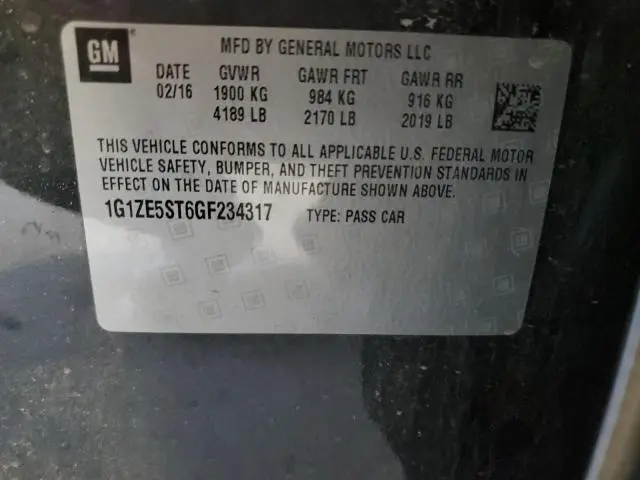 GM
MFD BY GENERAL MOTORS LLC
DATE GVWR GAWR FRT GAWR RR
02/16 1900 KG 984 KG 916 KG
4189 LB 2170 LB 2019 LB
THIS VEHICLE CONFORMS TO ALL APPLICABLE U.S. FEDERAL MOTOR
VEHICLE SAFETY, BUMPER, AND THEFT PREVENTION STANDARDS IN
EFFECT ON THE DATE OF MANUFACTURE SHOWN ABOVE.
1G1ZE5ST6GF234317 TYPE: PASS CAR